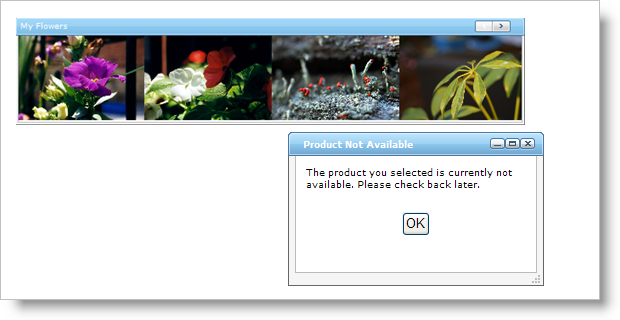 My Flowers
Product Not Available
The product you selected is currently not
available. Please check back later.
OK